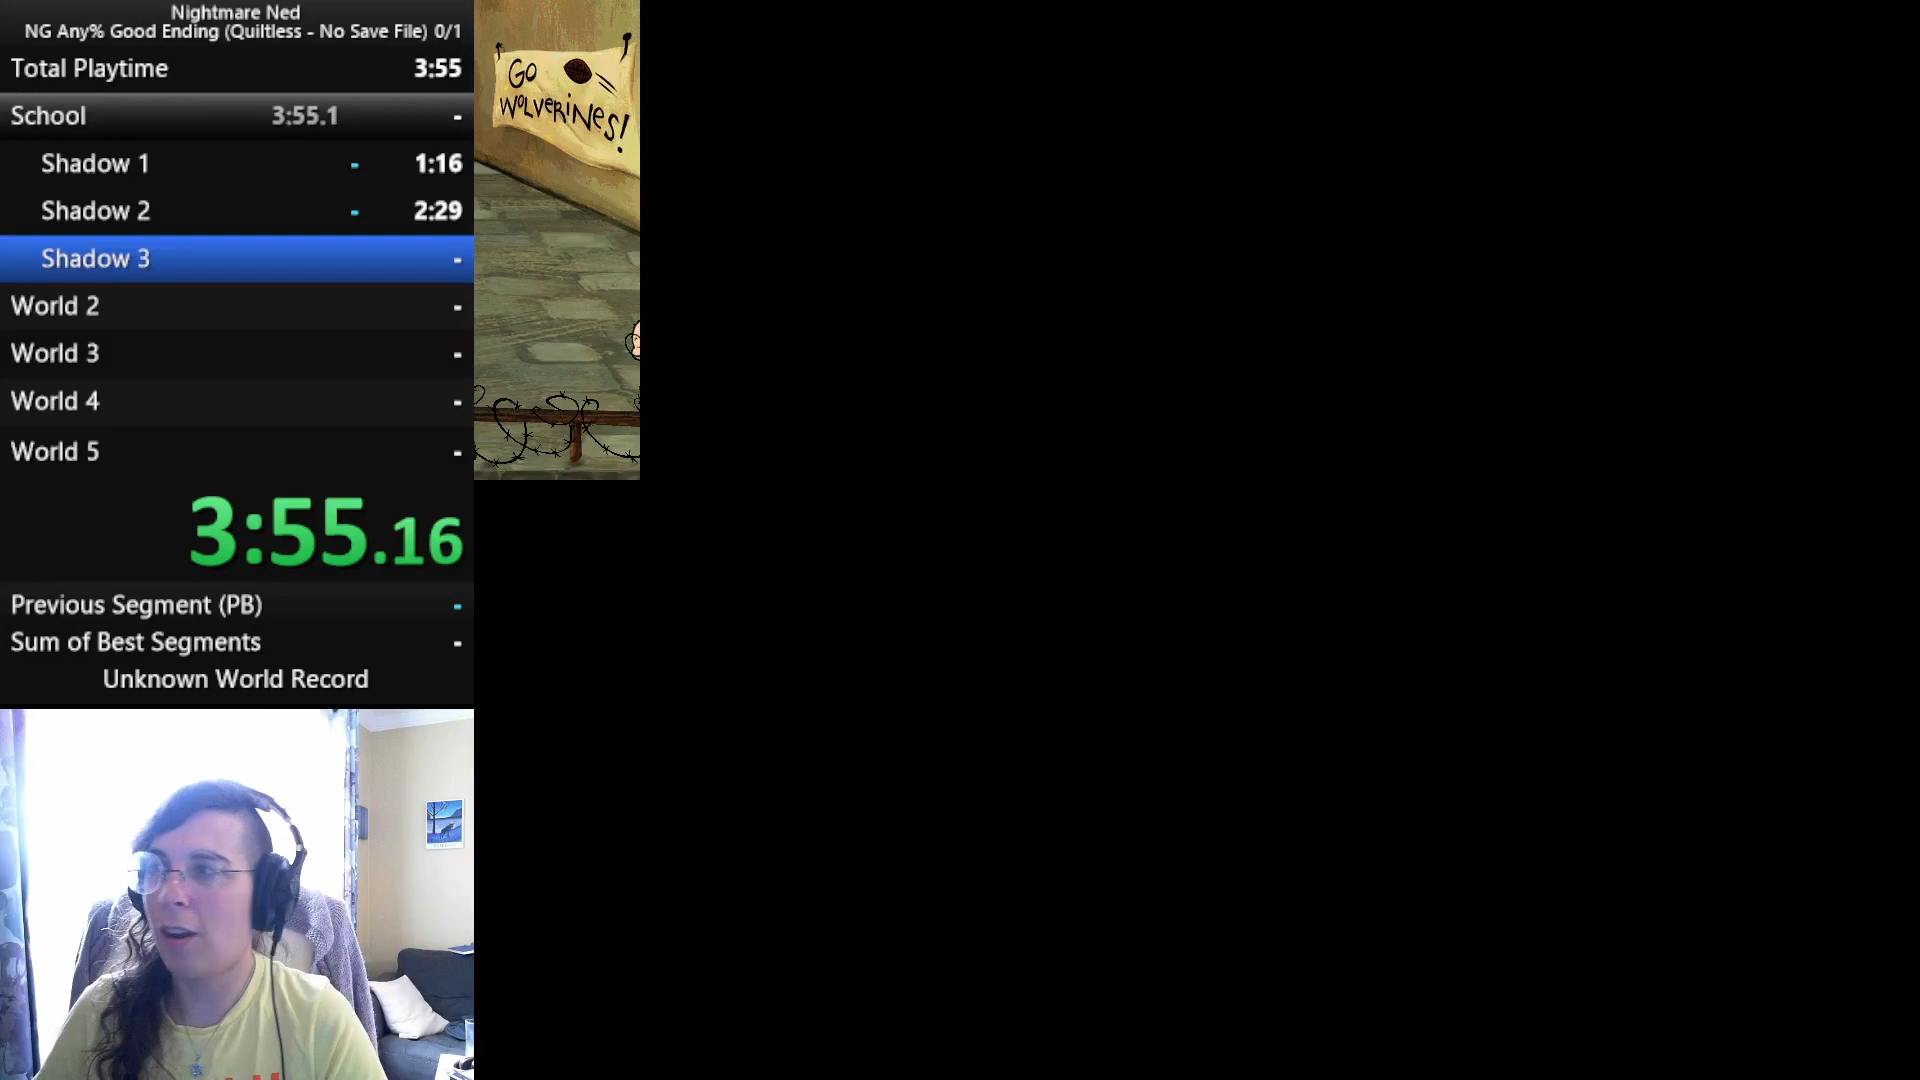 Nightmare Ned
NG Any% Good Ending (Quiltless - No Save File) 0/1
Total Playtime 3:55
School 3:55.1 -
Shadow 1 - 1:16
Shadow 2 - 2:29
Shadow 3 -
World 2 -
World 3 -
World 4 -
World 5 -
3:55.16
Previous Segment (PB) -
Sum of Best Segments -
Unknown World Record
GO
WOLVERINES!